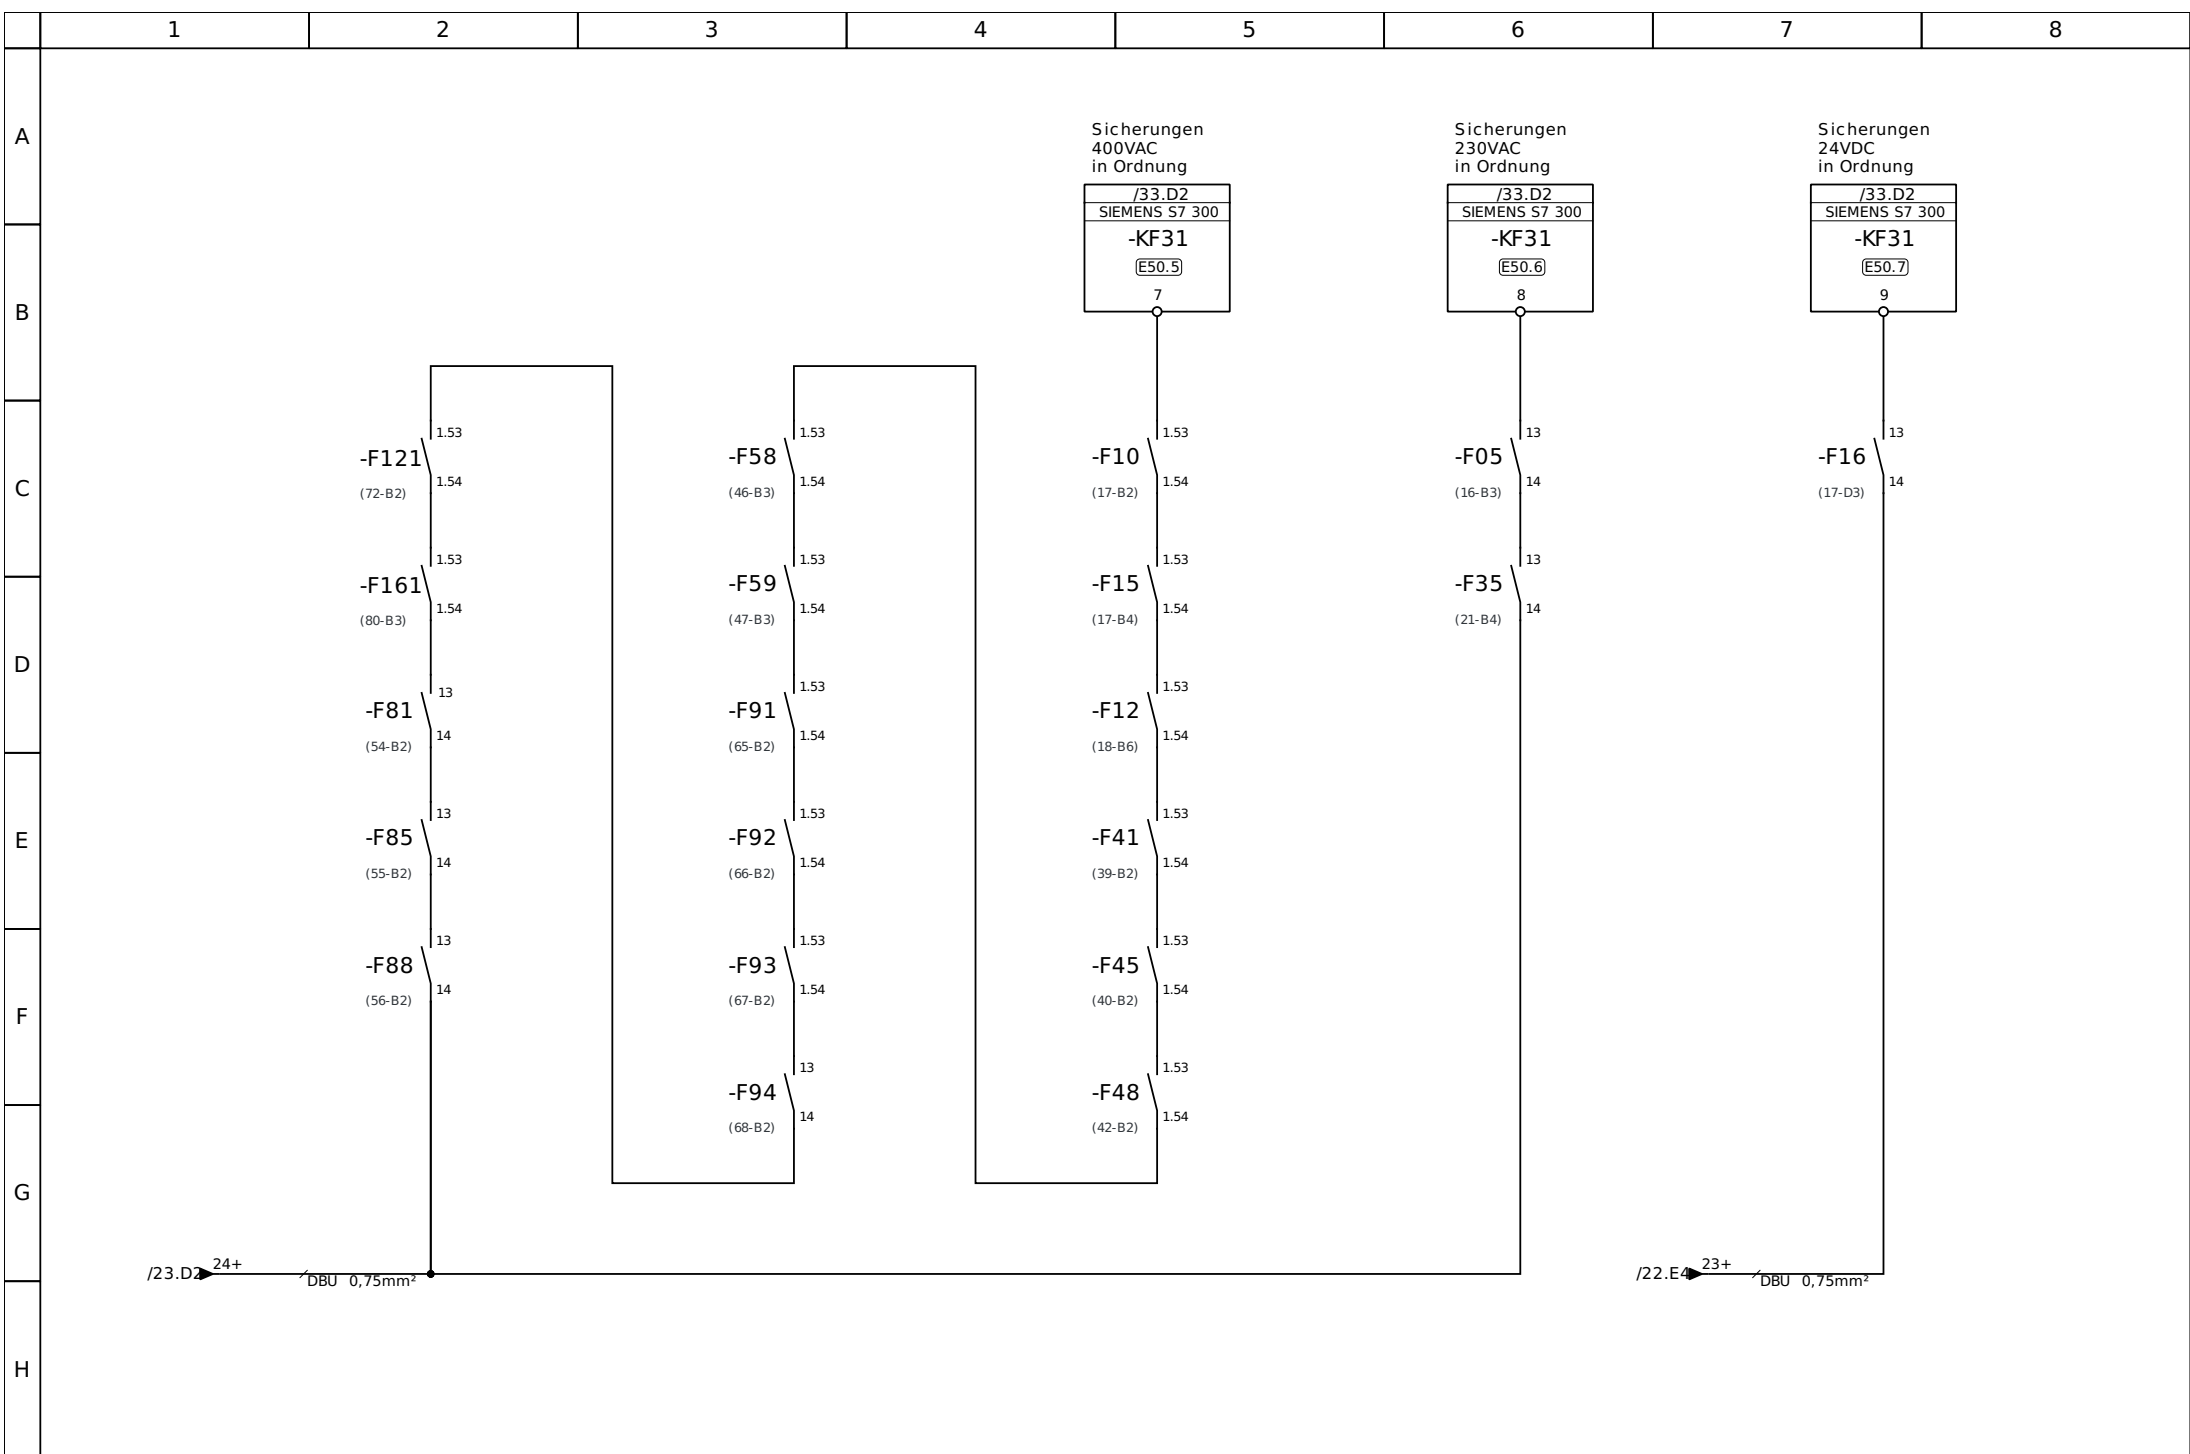 1 2 3 4 5 6 7 8
A
Sicherungen
400VAC
in Ordnung
/33.D2
SIEMENS S7 300
-KF31
E50.5
7
Sicherungen
230VAC
in Ordnung
/33.D2
SIEMENS S7 300
-KF31
E50.6
8
Sicherungen
24VDC
in Ordnung
/33.D2
SIEMENS S7 300
-KF31
E50.7
9
B
C
-F121
1.53
1.54
(72-B2)
-F58
1.53
1.54
(46-B3)
-F10
1.53
1.54
(17-B2)
-F05
13
14
(16-B3)
-F16
13
14
(17-D3)
-F161
1.53
1.54
(80-B3)
-F59
1.53
1.54
(47-B3)
-F15
1.53
1.54
(17-B4)
-F35
13
14
(21-B4)
D
-F81
13
14
(54-B2)
-F91
1.53
1.54
(65-B2)
-F12
1.53
1.54
(18-B6)
E
-F85
13
14
(55-B2)
-F92
1.53
1.54
(66-B2)
-F41
1.53
1.54
(39-B2)
F
-F88
13
14
(56-B2)
-F93
1.53
1.54
(67-B2)
-F45
1.53
1.54
(40-B2)
-F94
13
14
(68-B2)
-F48
1.53
1.54
(42-B2)
G
/23.D2
24+
DBU 0,75mm²
/22.E4
23+
DBU 0,75mm²
H